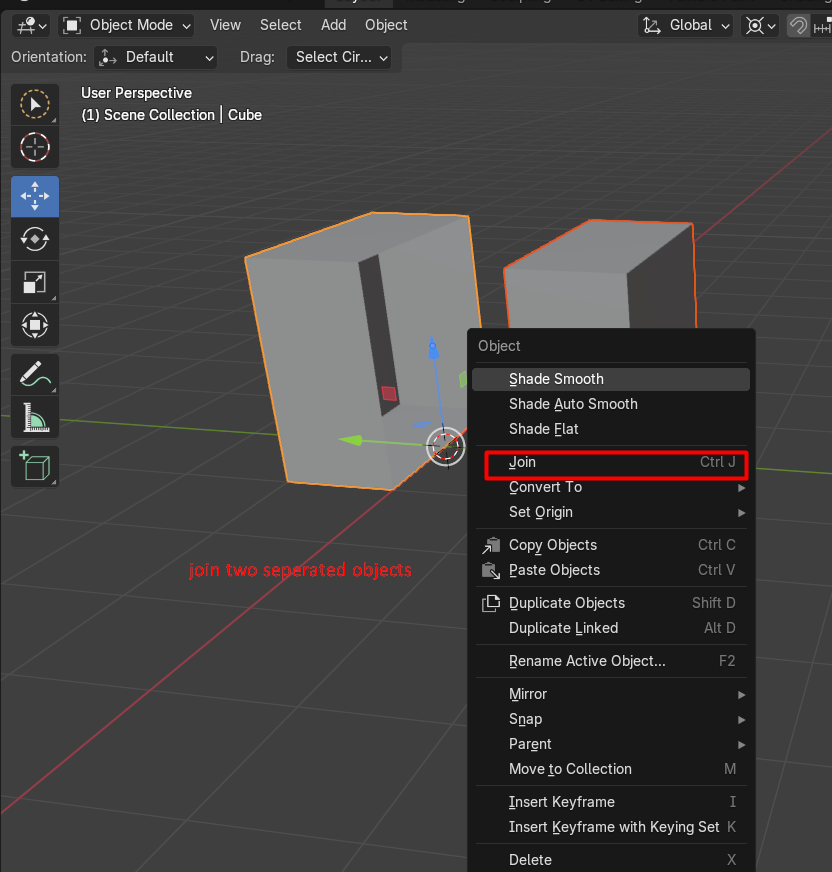 Object Mode View Select Add Object Global
Orientation: Default Drag: Select Cir...
User Perspective
(1) Scene Collection | Cube
Object
Shade Smooth
Shade Auto Smooth
Shade Flat
Join Ctrl J
Convert To
Set Origin
Copy Objects Ctrl C
Paste Objects Ctrl V
join two seperated objects
Duplicate Objects Shift D
Duplicate Linked Alt D
Rename Active Object... F2
Mirror
Snap
Parent
Move to Collection M
Insert Keyframe I
Insert Keyframe with Keying Set K
Delete X